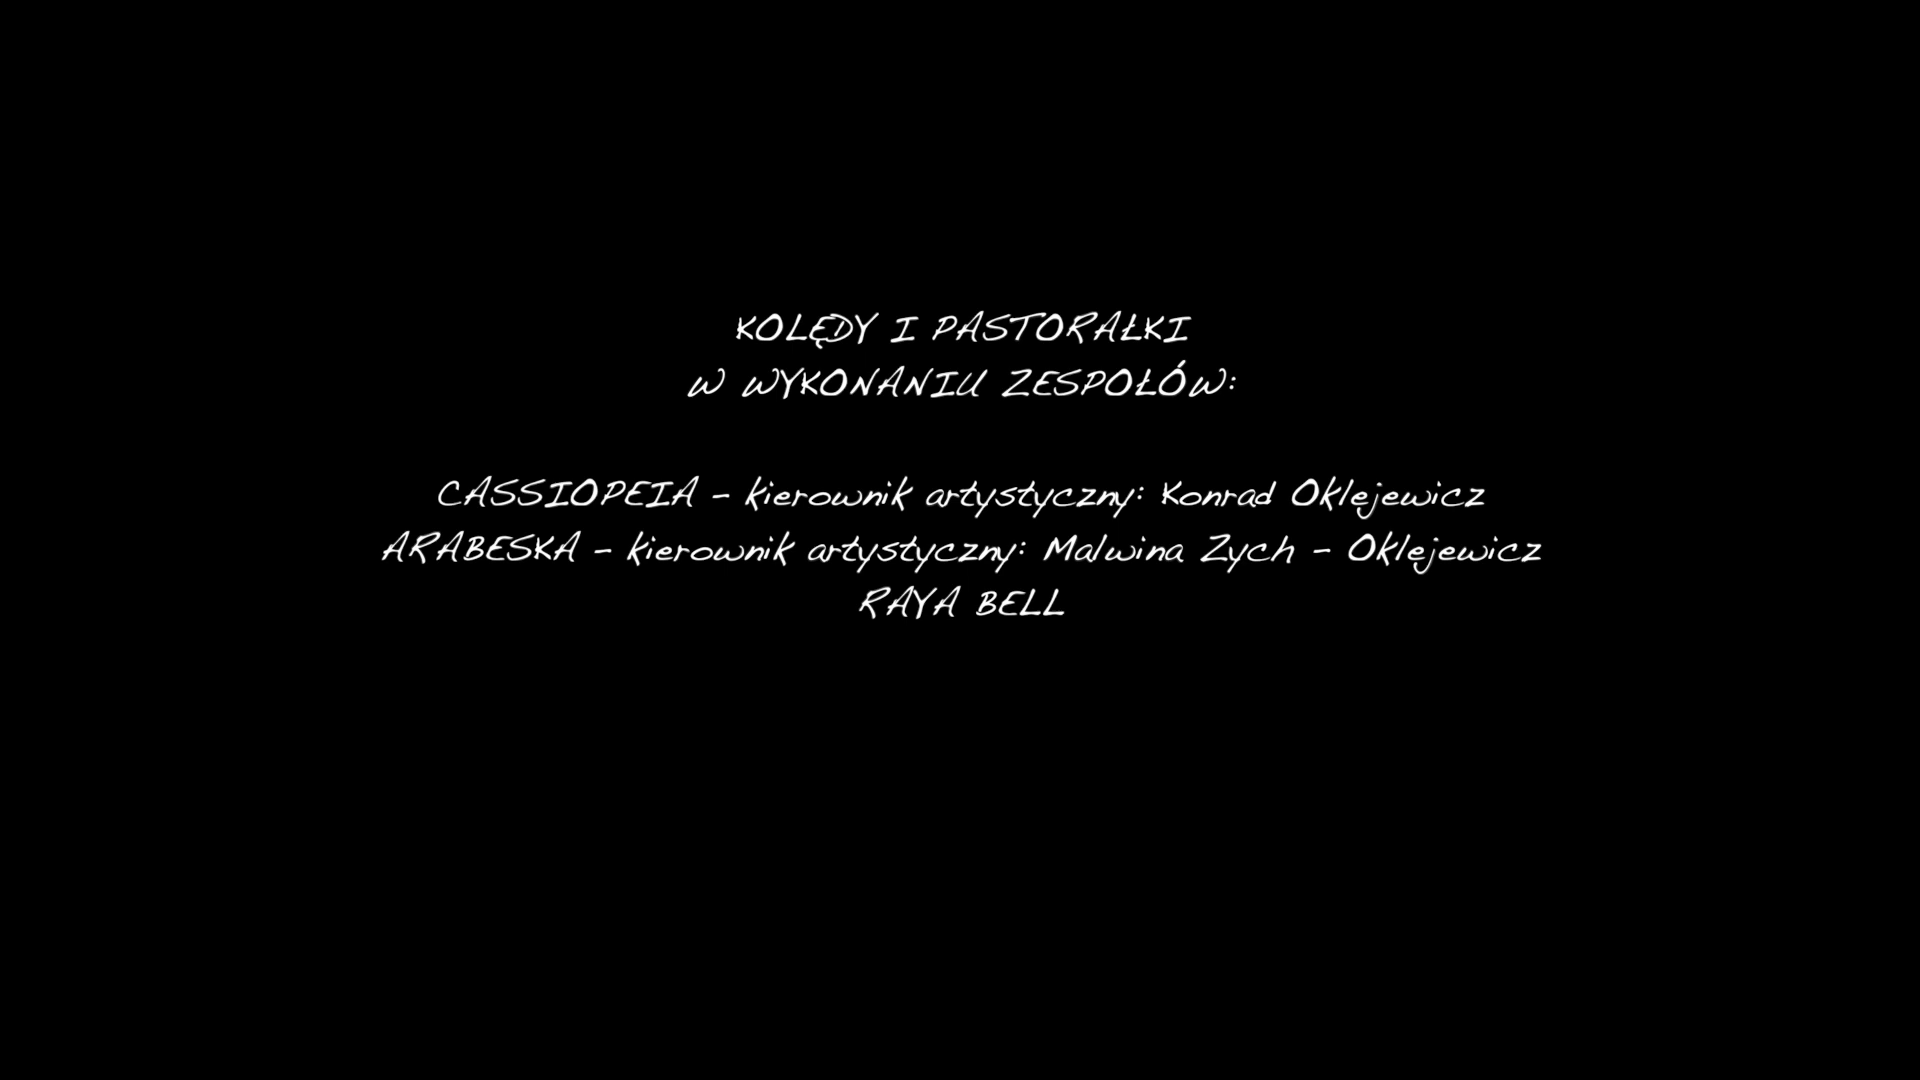 KOLĘDY I PASTORAŁKI
W WYKONANIU ZESPOŁÓW:
CASSIOPEIA - kierownik artystyczny: Konrad Oklejewicz
ARABESKA - kierownik artystyczny: Malwina Zych - Oklejewicz
RAYA BELL